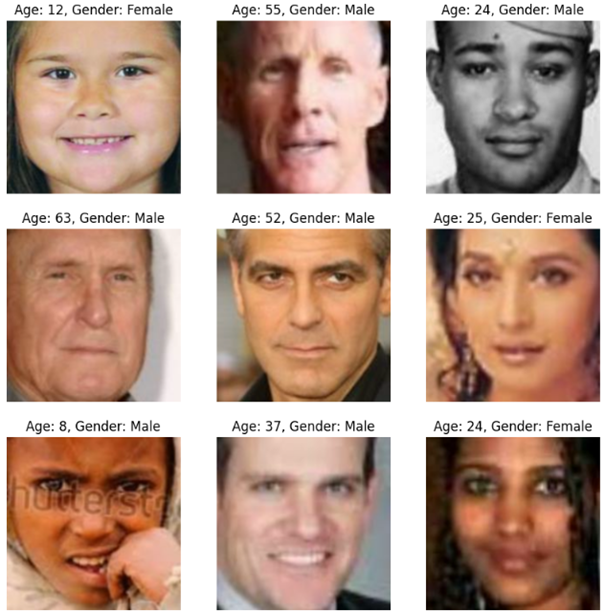 Age: 12, Gender: Female
Age: 55, Gender: Male
Age: 24, Gender: Male
Age: 63, Gender: Male
Age: 52, Gender: Male
Age: 25, Gender: Female
Age: 8, Gender: Male
Age: 37, Gender: Male
Age: 24, Gender: Female
hutterst